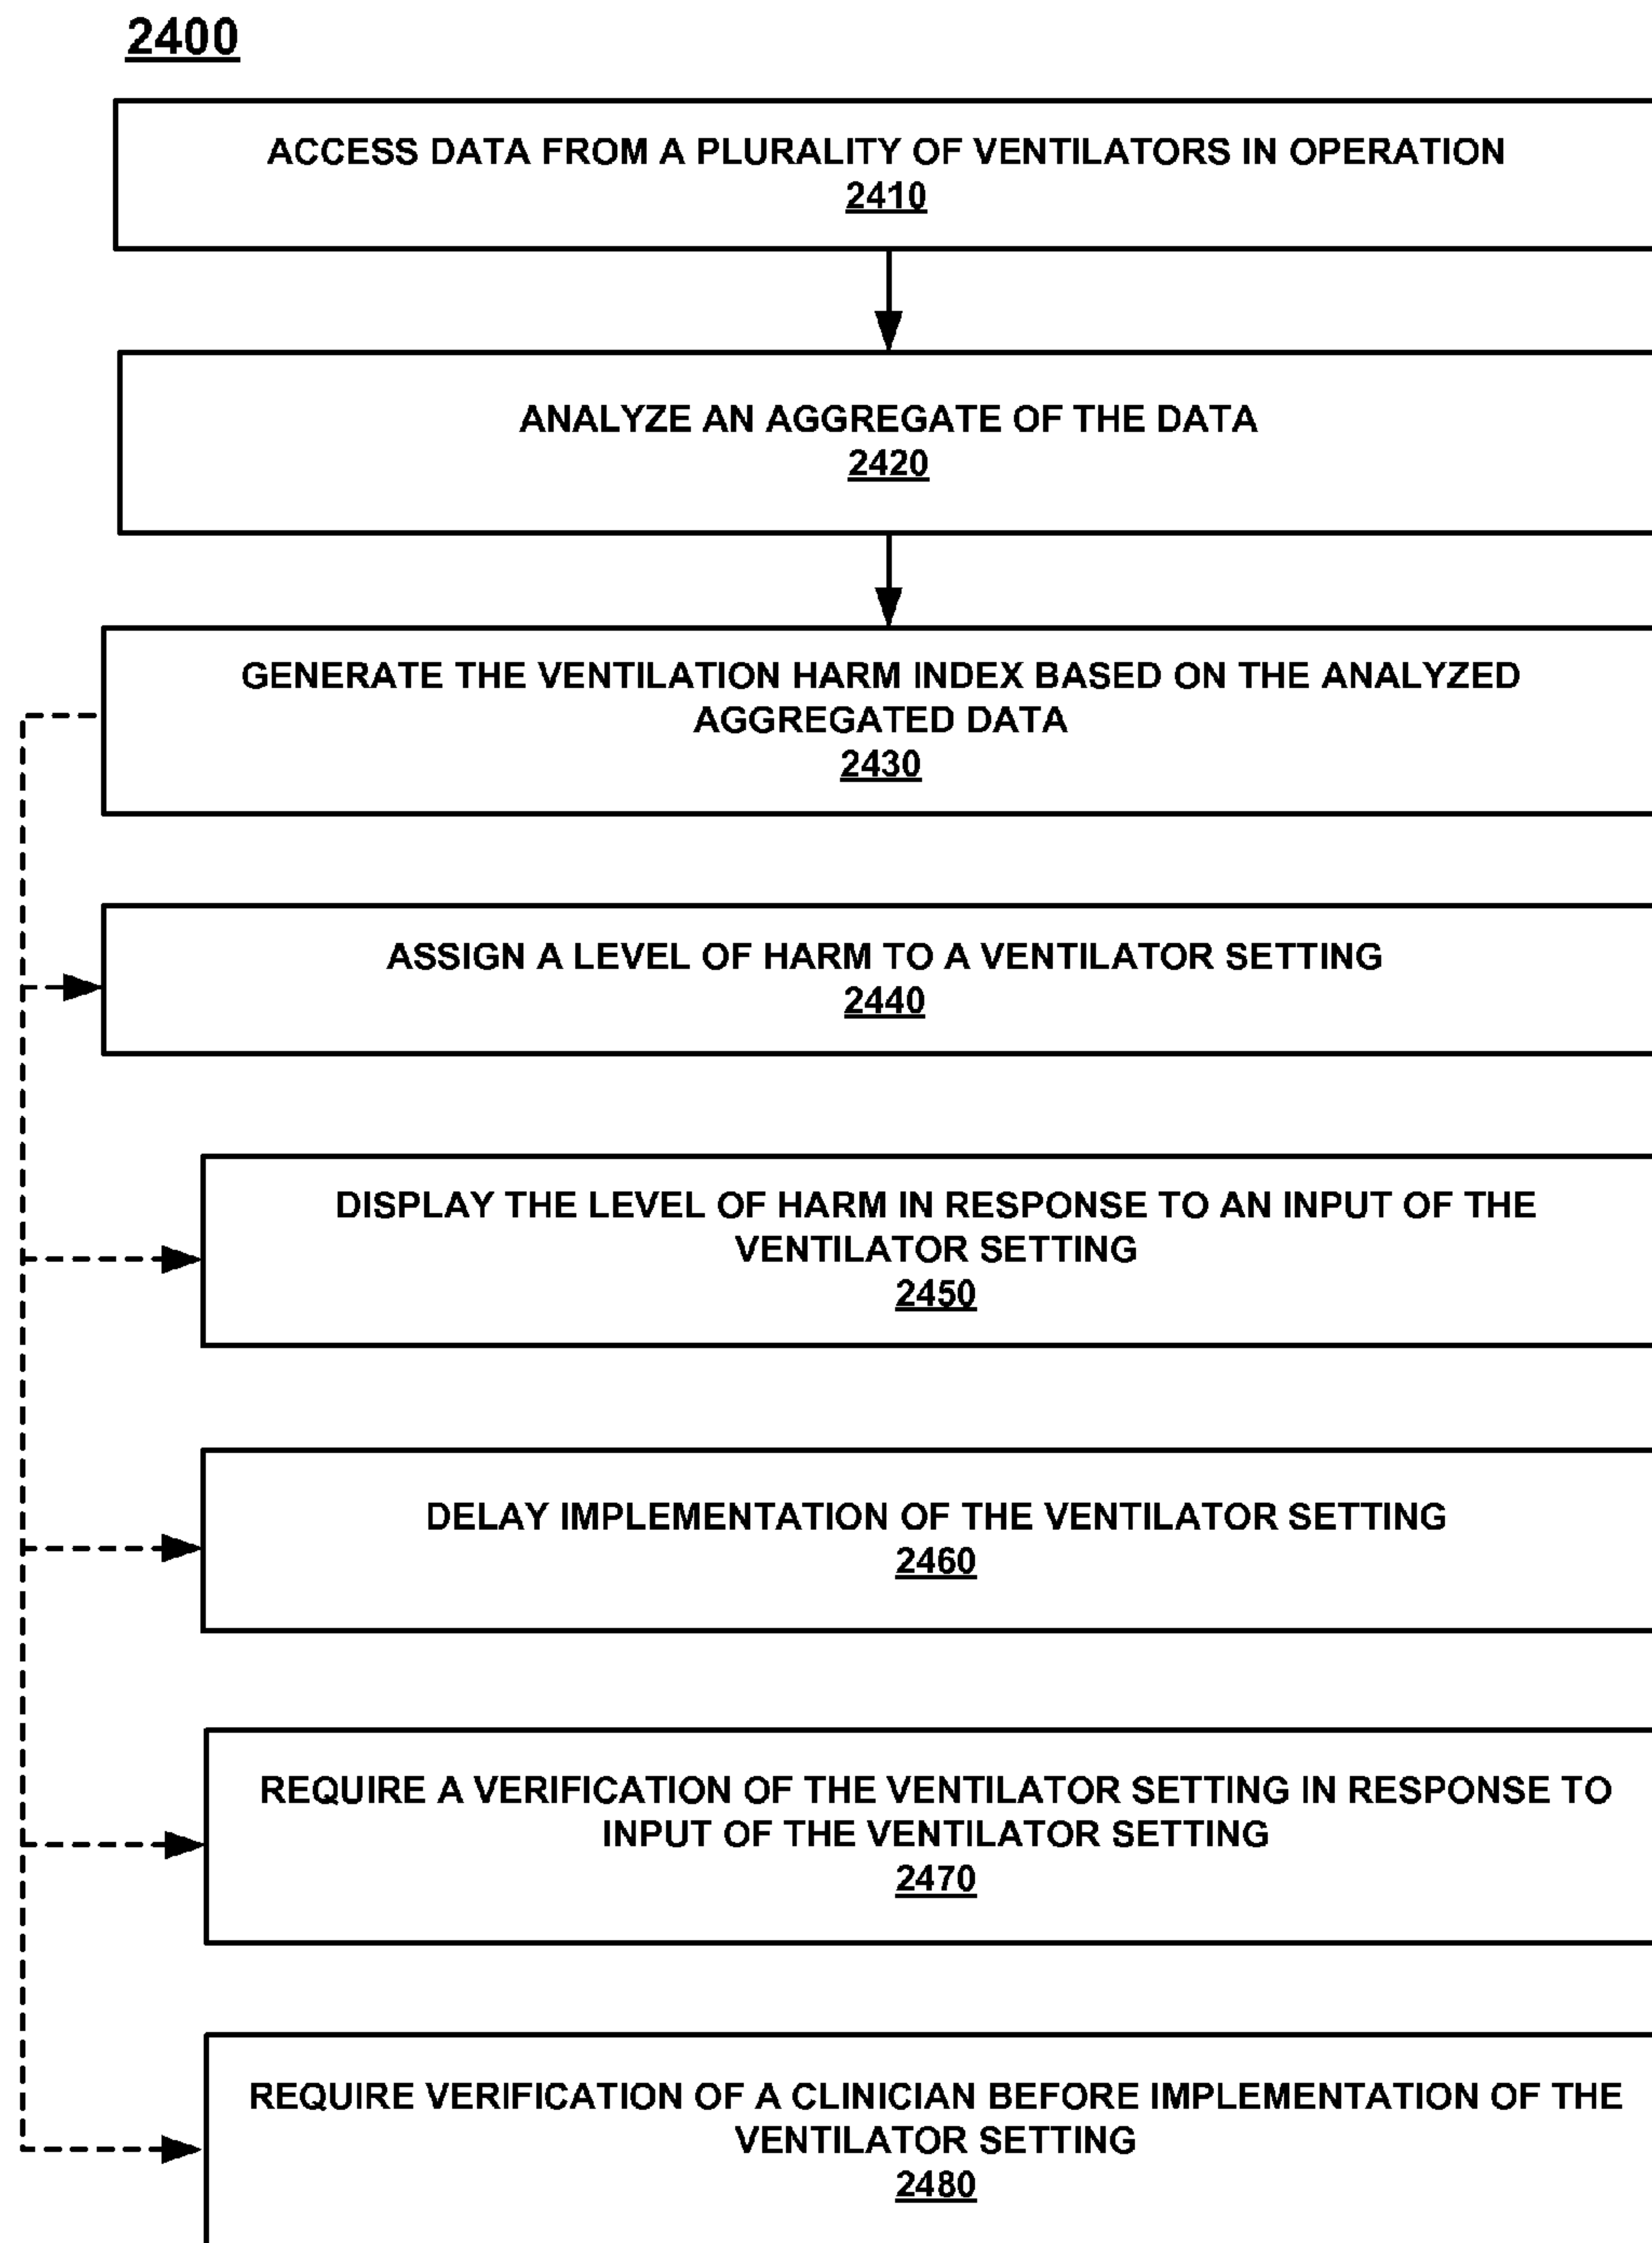 2400
ACCESS DATA FROM A PLURALITY OF VENTILATORS IN OPERATION
2410
ANALYZE AN AGGREGATE OF THE DATA
2420
GENERATE THE VENTILATION HARM INDEX BASED ON THE ANALYZED
AGGREGATED DATA
2430
ASSIGN A LEVEL OF HARM TO A VENTILATOR SETTING
2440
DISPLAY THE LEVEL OF HARM IN RESPONSE TO AN INPUT OF THE
VENTILATOR SETTING
2450
DELAY IMPLEMENTATION OF THE VENTILATOR SETTING
2460
REQUIRE A VERIFICATION OF THE VENTILATOR SETTING IN RESPONSE TO
INPUT OF THE VENTILATOR SETTING
2470
REQUIRE VERIFICATION OF A CLINICIAN BEFORE IMPLEMENTATION OF THE
VENTILATOR SETTING
2480